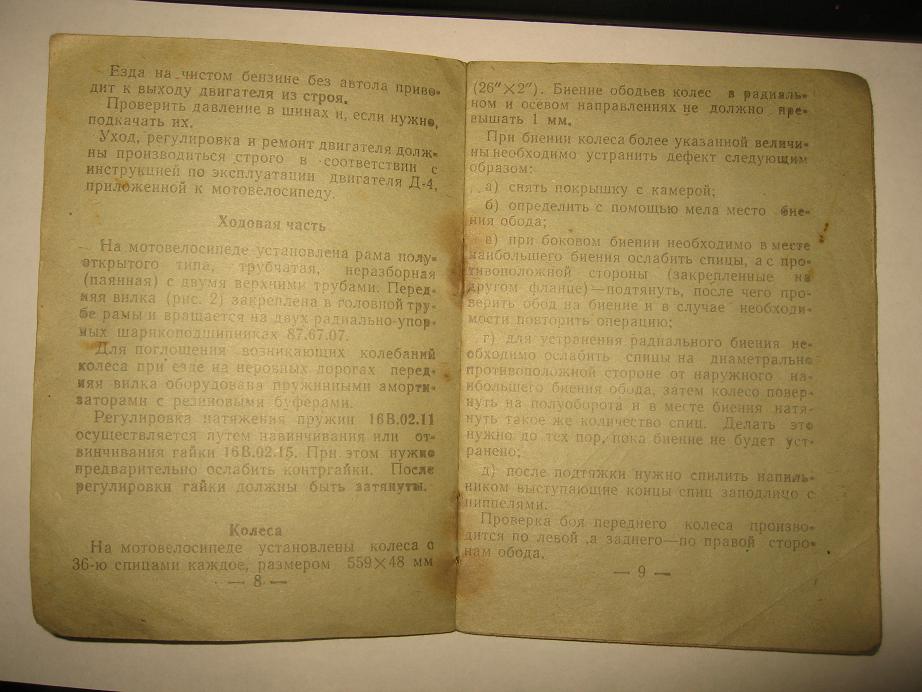 Езда на чистом бензине без автола приво-
дит к выходу двигателя из строя.
Проверить давление в шинах и, если нужно,
подкачать их.
Уход, регулировка и ремонт двигателя долж-
ны производиться строго в соответствии с
инструкцией по эксплуатации двигателя Д-4,
приложенной к мотовелосипеду.
Ходовая часть
На мотовелосипеде установлена рама полу-
открытого типа, трубчатая, неразборная
(паянная) с двумя верхними трубами. Перед-
няя вилка (рис. 2) закреплена в головной тру-
бе рамы и вращается на двух радиально-упор-
ных шарикоподшипниках 87.67.07.
Для поглощения возникающих колебаний
колеса при езде на неровных дорогах перед-
няя вилка оборудована пружинными аморти-
заторами с резиновыми буферами.
Регулировка натяжения пружин 16В.02.11
осуществляется путем навинчивания или от-
винчивания гайки 16В.02.15. При этом нужно
предварительно ослабить контргайки. После
регулировки гайки должны быть затянуты.
Колеса
На мотовелосипеде установлены колеса с
36-ю спицами каждое, размером 559×48 мм
— 8 —
(26″×2″). Биение ободьев колес в радиаль-
ном и осевом направлениях не должно пре-
вышать 1 мм.
При биении колеса более указанной величи-
ны необходимо устранить дефект следующим
образом:
а) снять покрышку с камерой;
б) определить с помощью мела место бие-
ния обода;
в) при боковом биении необходимо в месте
наибольшего биения ослабить спицы, а с про-
тивоположной стороны (закрепленные на
другом фланце)—подтянуть, после чего про-
верить обод на биение и в случае необходи-
мости повторить операцию;
г) для устранения радиального биения не-
обходимо ослабить спицы на диаметрально
противоположной стороне от наружного на-
ибольшего биения обода, затем колесо повер-
нуть на полуоборота и в месте биения натя-
нуть такое же количество спиц. Делать это
нужно до тех пор, пока биение не будет уст-
ранено;
д) после подтяжки нужно спилить напиль-
ником выступающие концы спиц заподлицо с
ниппелями.
Проверка боя переднего колеса произво-
дится по левой ,а заднего—по правой сторо-
нам обода.
— 9 —